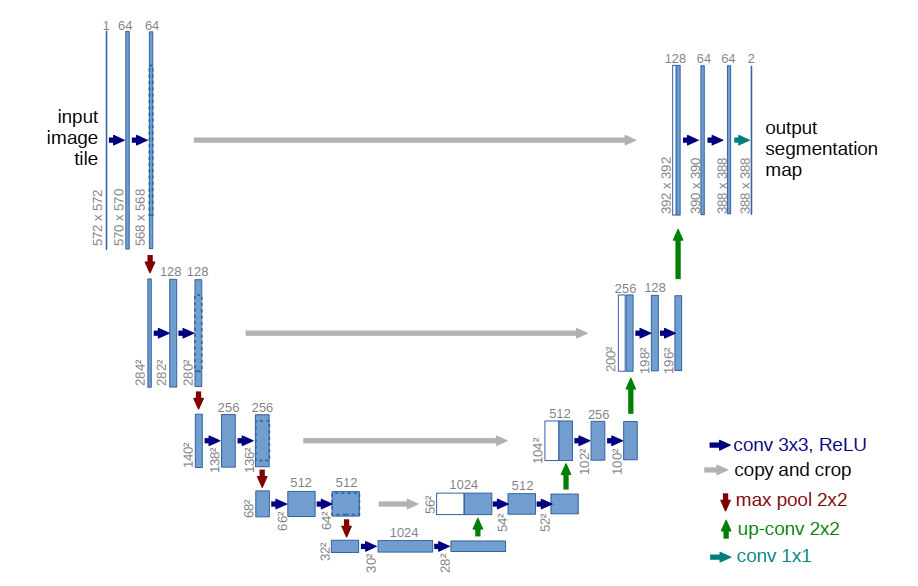 1 64 64
128 64 64 2
input
image
tile
output
segmentation
map
572 x 572
570 x 570
568 x 568
392 x 392
390 x 390
388 x 388
388 x 388
128 128
256 128
284²
282²
280²
200²
198²
196²
256 256
512 256
140²
138²
136²
104²
102²
100²
512 512
1024 512
68²
66²
64²
56²
54²
52²
1024
32²
30²
28²
conv 3x3, ReLU
copy and crop
max pool 2x2
up-conv 2x2
conv 1x1